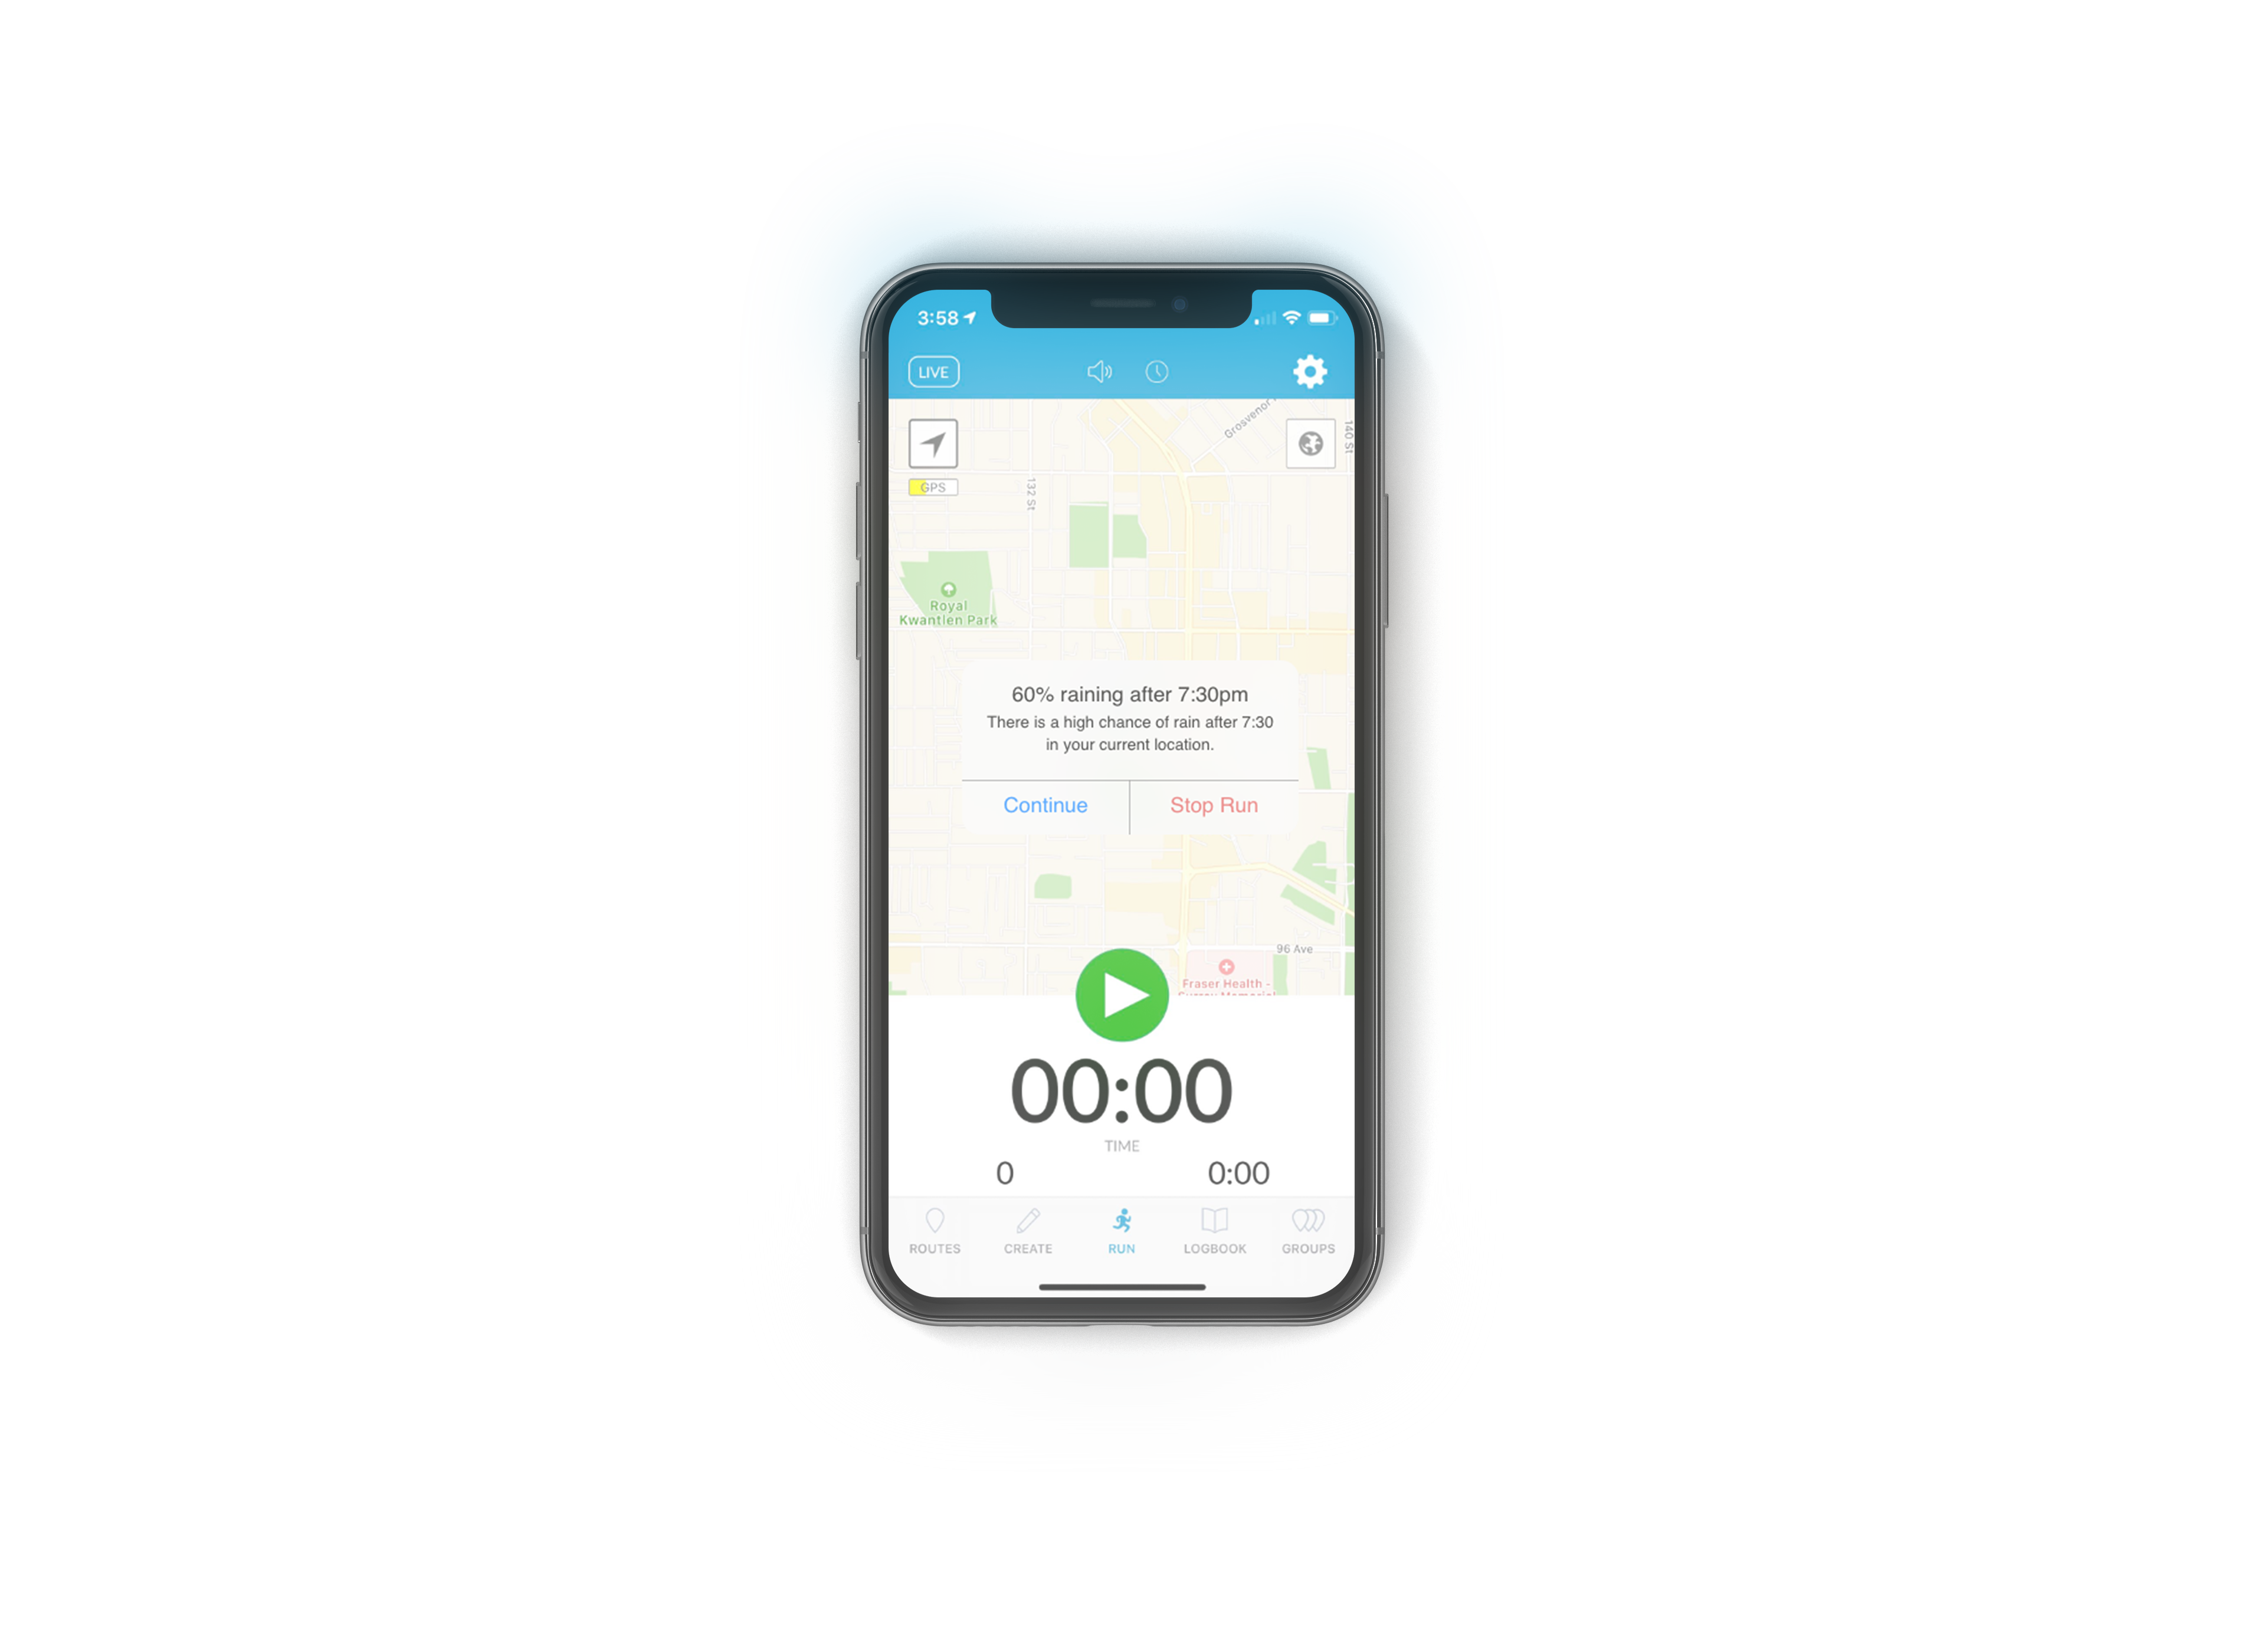 3:58
LIVE
Grosvenor
140 St
GPS
132 St
Royal
Kwantlen Park
60% raining after 7:30pm
There is a high chance of rain after 7:30
in your current location.
Continue
Stop Run
96 Ave
Fraser Health -
Surrey Memorial
00:00
TIME
0
0:00
ROUTES
CREATE
RUN
LOGBOOK
GROUPS